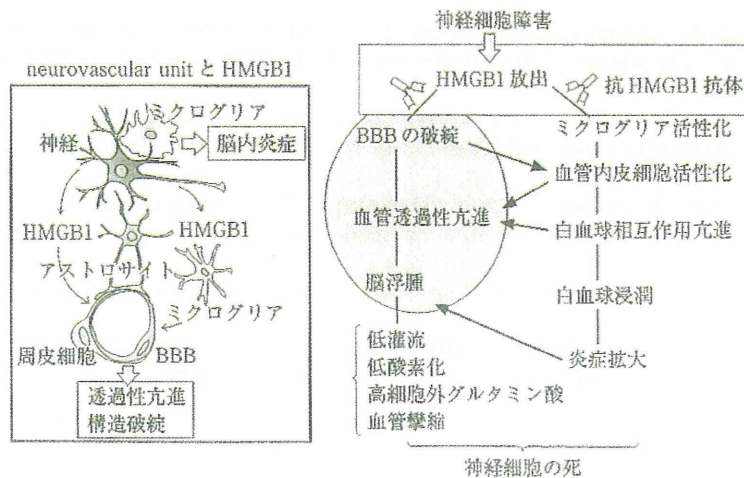 neurovascular unit と HMGB1
ミクログリア
神経
脳内炎症
HMGB1
HMGB1
アストロサイト
ミクログリア
周皮細胞
BBB
透過性亢進
構造破綻
神経細胞障害
HMGB1 放出
抗 HMGB1 抗体
BBB の破綻
ミクログリア活性化
血管内皮細胞活性化
血管透過性亢進
白血球相互作用亢進
脳浮腫
白血球浸潤
低灌流
低酸素化
高細胞外グルタミン酸
血管攣縮
炎症拡大
神経細胞の死